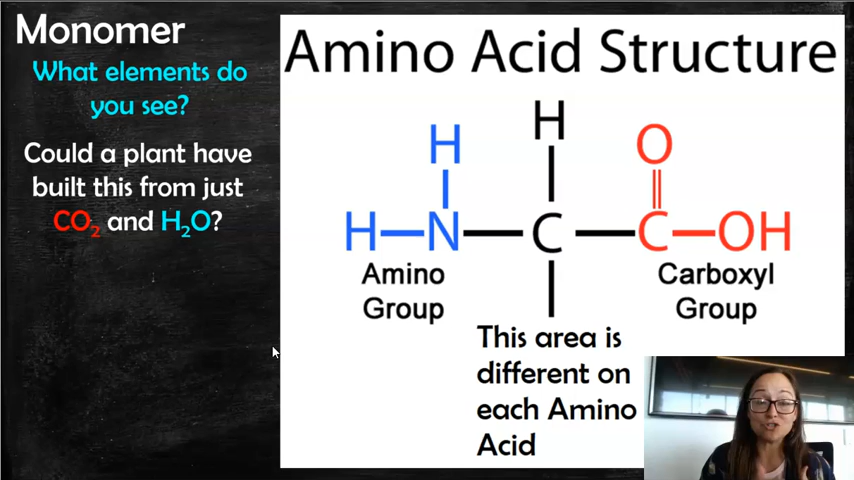 Monomer
What elements do
you see?
Could a plant have
built this from just
CO₂ and H₂O?
Amino Acid Structure
H
H
O
H
N
C
C
OH
Amino
Group
Carboxyl
Group
This area is
different on
each Amino
Acid